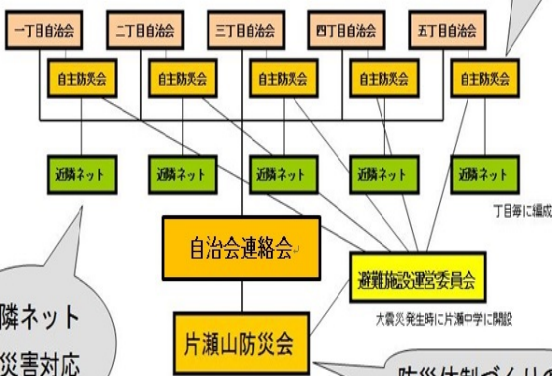 一丁目自治会 二丁目自治会 三丁目自治会 四丁目自治会 五丁目自治会
自主防災会 自主防災会 自主防災会 自主防災会 自主防災会
近隣ネット 近隣ネット 近隣ネット 近隣ネット 近隣ネット
丁目毎に編成
自治会連絡会
避難施設運営委員会
大震災発生時に片瀬中学に開設
片瀬山防災会
隣ネット
災害対応
防災体制づくりの